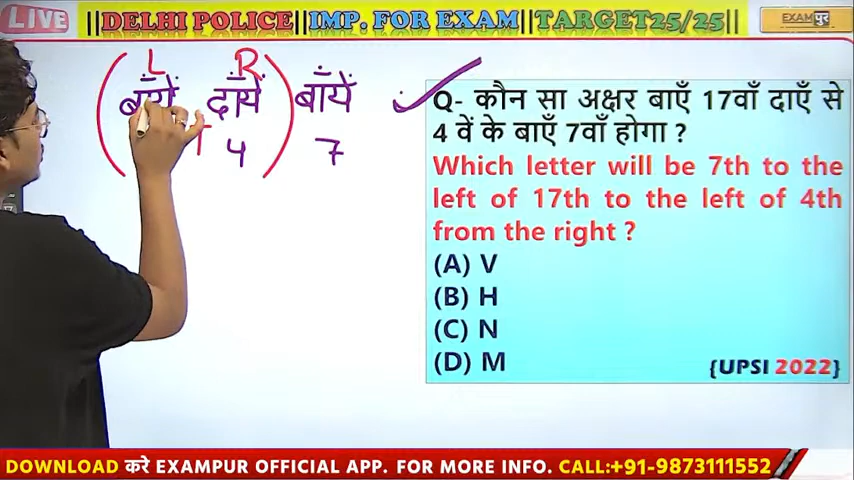 LIVE ||DELHI POLICE||IMP. FOR EXAM||TARGET25/25|| EXAMपुर
L R
बाँयें दाँयें बाँयें
4 7
Q- कौन सा अक्षर बाएँ 17वाँ दाएँ से
4 वें के बाएँ 7वाँ होगा ?
Which letter will be 7th to the
left of 17th to the left of 4th
from the right ?
(A) V
(B) H
(C) N
(D) M {UPSI 2022}
DOWNLOAD करे EXAMPUR OFFICIAL APP. FOR MORE INFO. CALL:+91-9873111552